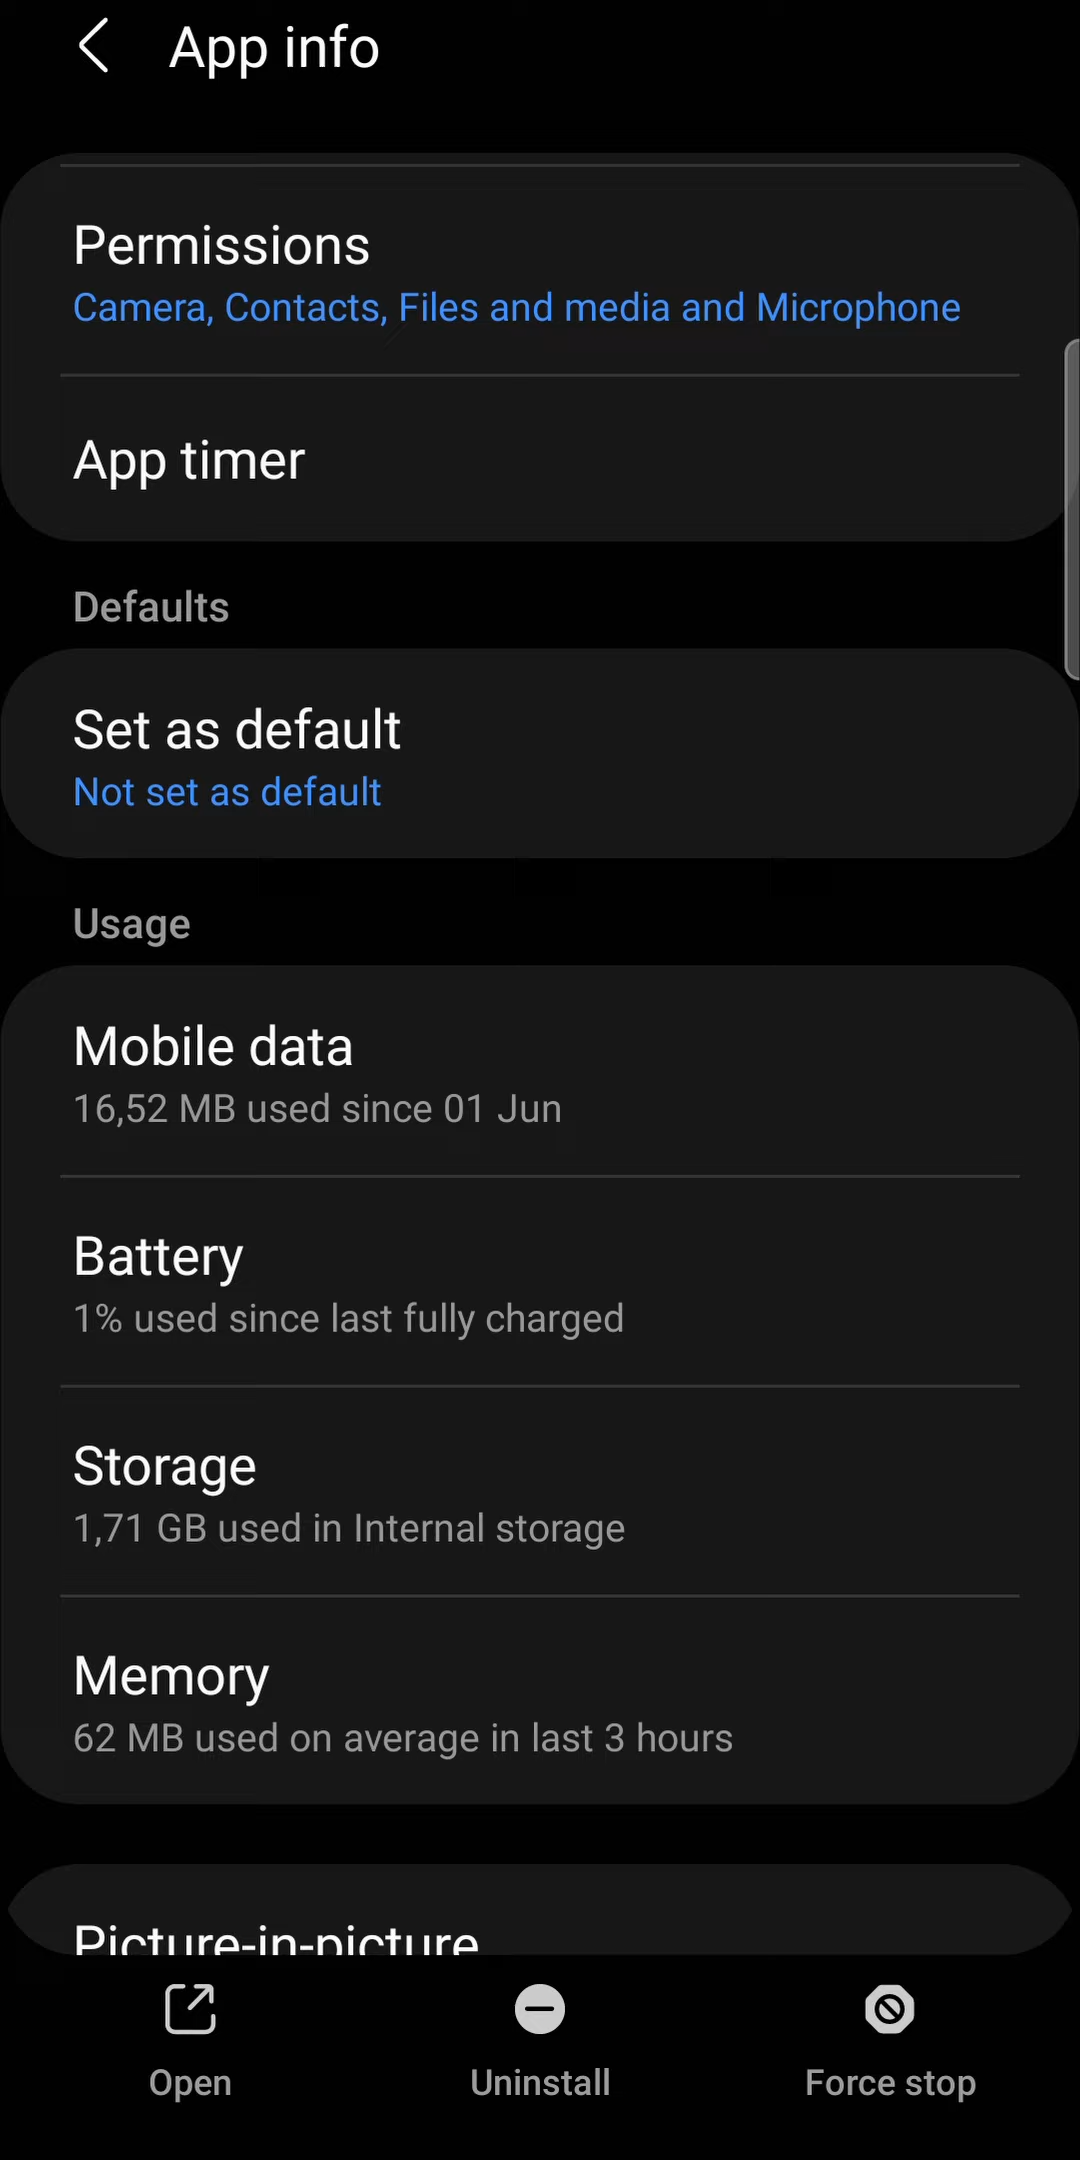 App info
Permissions
Camera, Contacts, Files and media and Microphone
App timer
Defaults
Set as default
Not set as default
Usage
Mobile data
16,52 MB used since 01 Jun
Battery
1% used since last fully charged
Storage
1,71 GB used in Internal storage
Memory
62 MB used on average in last 3 hours
Picture-in-picture
Open
Uninstall
Force stop